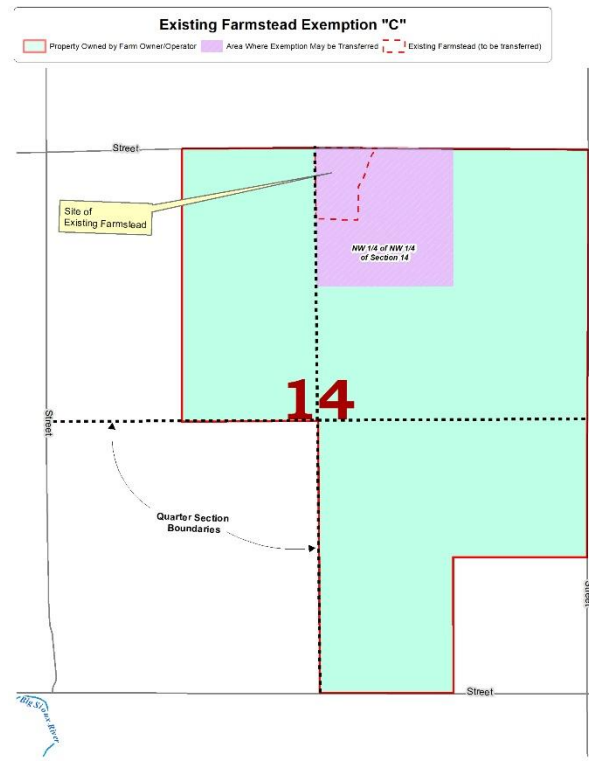 Existing Farmstead Exemption "C"
Property Owned by Farm Owner/Operator Area Where Exemption May be Transferred Existing Farmstead (to be transferred)
Street
Site of
Existing Farmstead
NW 1/4 of NW 1/4
of Section 14
14
Street
Quarter Section
Boundaries
Street
Street
Big Sioux River